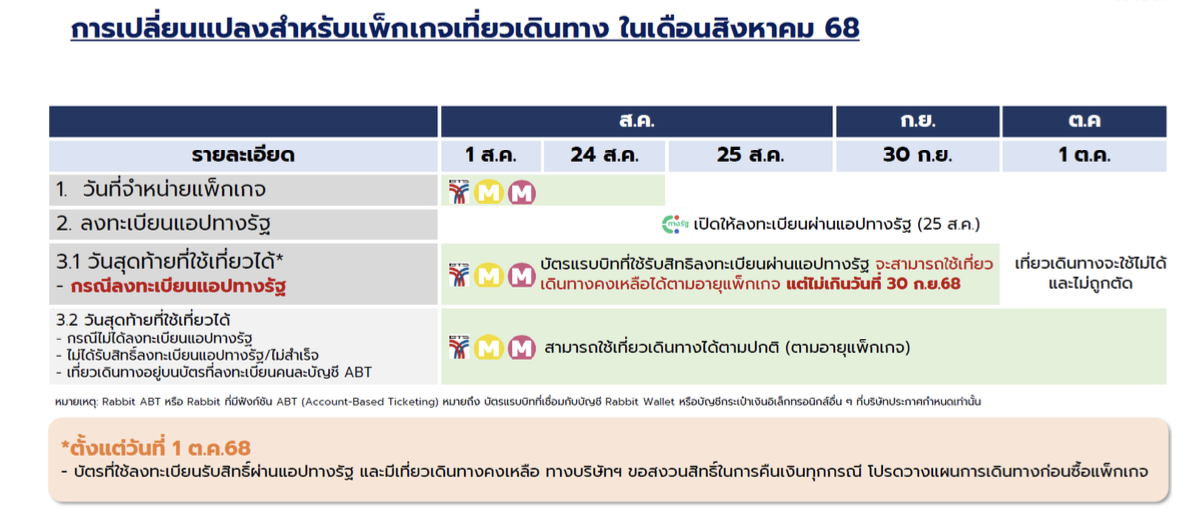 การเปลี่ยนแปลงสำหรับแพ็กเกจเที่ยวเดินทาง ในเดือนสิงหาคม 68
ส.ค. ก.ย. ต.ค
รายละเอียด 1 ส.ค. 24 ส.ค. 25 ส.ค. 30 ก.ย. 1 ต.ค.
1. วันที่จำหน่ายแพ็กเกจ BTS M M
2. ลงทะเบียนแอปทางรัฐ ทางรัฐ เปิดให้ลงทะเบียนผ่านแอปทางรัฐ (25 ส.ค.)
3.1 วันสุดท้ายที่ใช้เที่ยวได้*
- กรณีลงทะเบียนแอปทางรัฐ
BTS M M
บัตรแรบบิทที่ใช้รับสิทธิลงทะเบียนผ่านแอปทางรัฐ จะสามารถใช้เที่ยว
เดินทางคงเหลือได้ตามอายุแพ็กเกจ แต่ไม่เกินวันที่ 30 ก.ย.68
เที่ยวเดินทางจะใช้ไม่ได้
และไม่ถูกตัด
3.2 วันสุดท้ายที่ใช้เที่ยวได้
- กรณีไม่ได้ลงทะเบียนแอปทางรัฐ
- ไม่ได้รับสิทธิ์ลงทะเบียนแอปทางรัฐ/ไม่สำเร็จ
- เที่ยวเดินทางอยู่บนบัตรที่ลงทะเบียนคนละบัญชี ABT
BTS M M สามารถใช้เที่ยวเดินทางได้ตามปกติ (ตามอายุแพ็กเกจ)
หมายเหตุ: Rabbit ABT หรือ Rabbit ที่มีฟังก์ชัน ABT (Account-Based Ticketing) หมายถึง บัตรแรบบิทที่เชื่อมกับบัญชี Rabbit Wallet หรือบัญชีกระเป๋าเงินอิเล็กทรอนิกส์อื่น ๆ ที่บริษัทประกาศกำหนดเท่านั้น
*ตั้งแต่วันที่ 1 ต.ค.68
- บัตรที่ใช้ลงทะเบียนรับสิทธิ์ผ่านแอปทางรัฐ และมีเที่ยวเดินทางคงเหลือ ทางบริษัทฯ ขอสงวนสิทธิ์ในการคืนเงินทุกกรณี โปรดวางแผนการเดินทางก่อนซื้อแพ็กเกจ